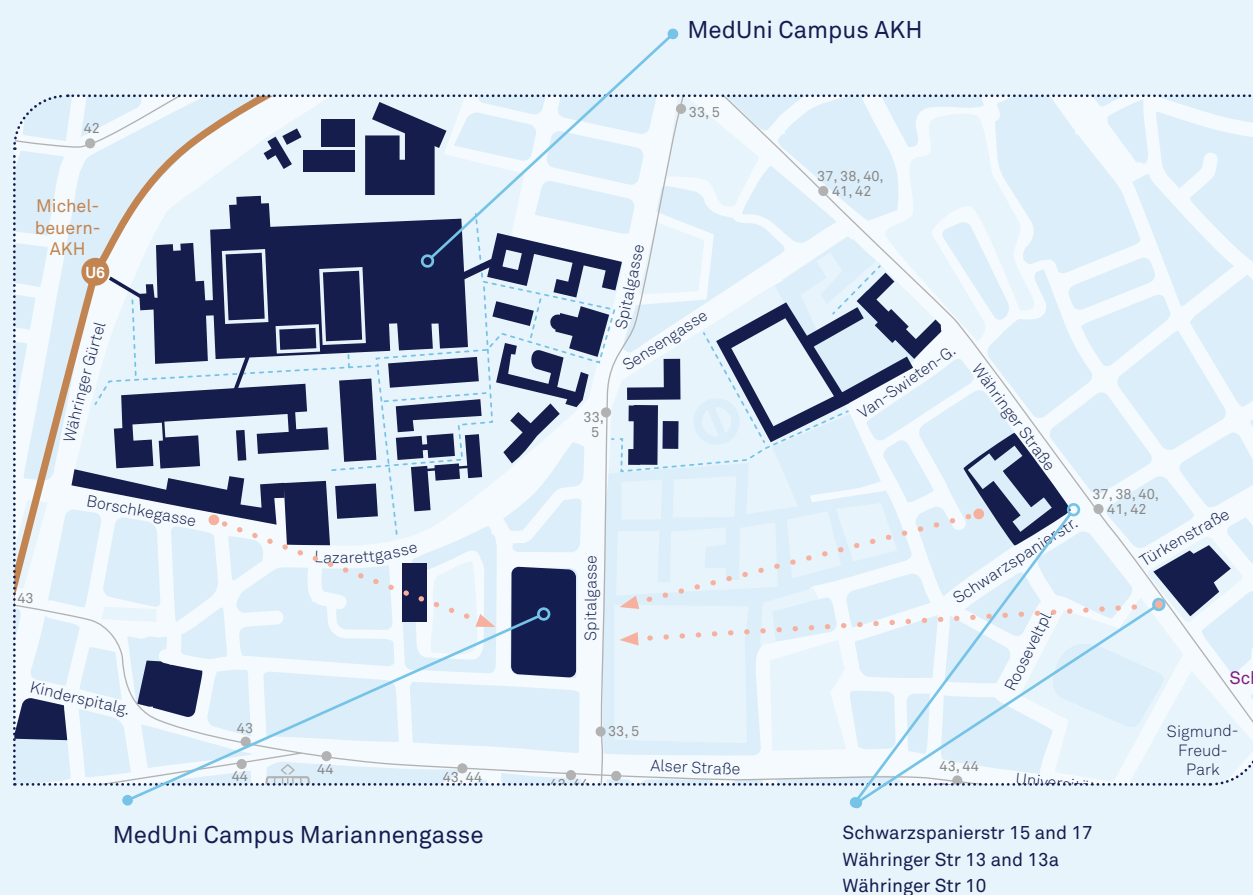 MedUni Campus AKH
42
33, 5
37, 38, 40,
41, 42
Michel-
beuern-
AKH
U6
Spitalgasse
Sensengasse
Währinger Gürtel
Van-Swieten-G.
Währinger Straße
33,
5
Borschkegasse
Lazarettgasse
37, 38, 40,
41, 42
Türkenstraße
Schwarzspanierstr.
Spitalgasse
43
Rooseveltpl.
Kinderspitalg.
43
44
44
33, 5
Alser Straße
43, 44
43, 44
Sigmund-
Freud-
Park
MedUni Campus Mariannengasse
Schwarzspanierstr 15 and 17
Währinger Str 13 and 13a
Währinger Str 10